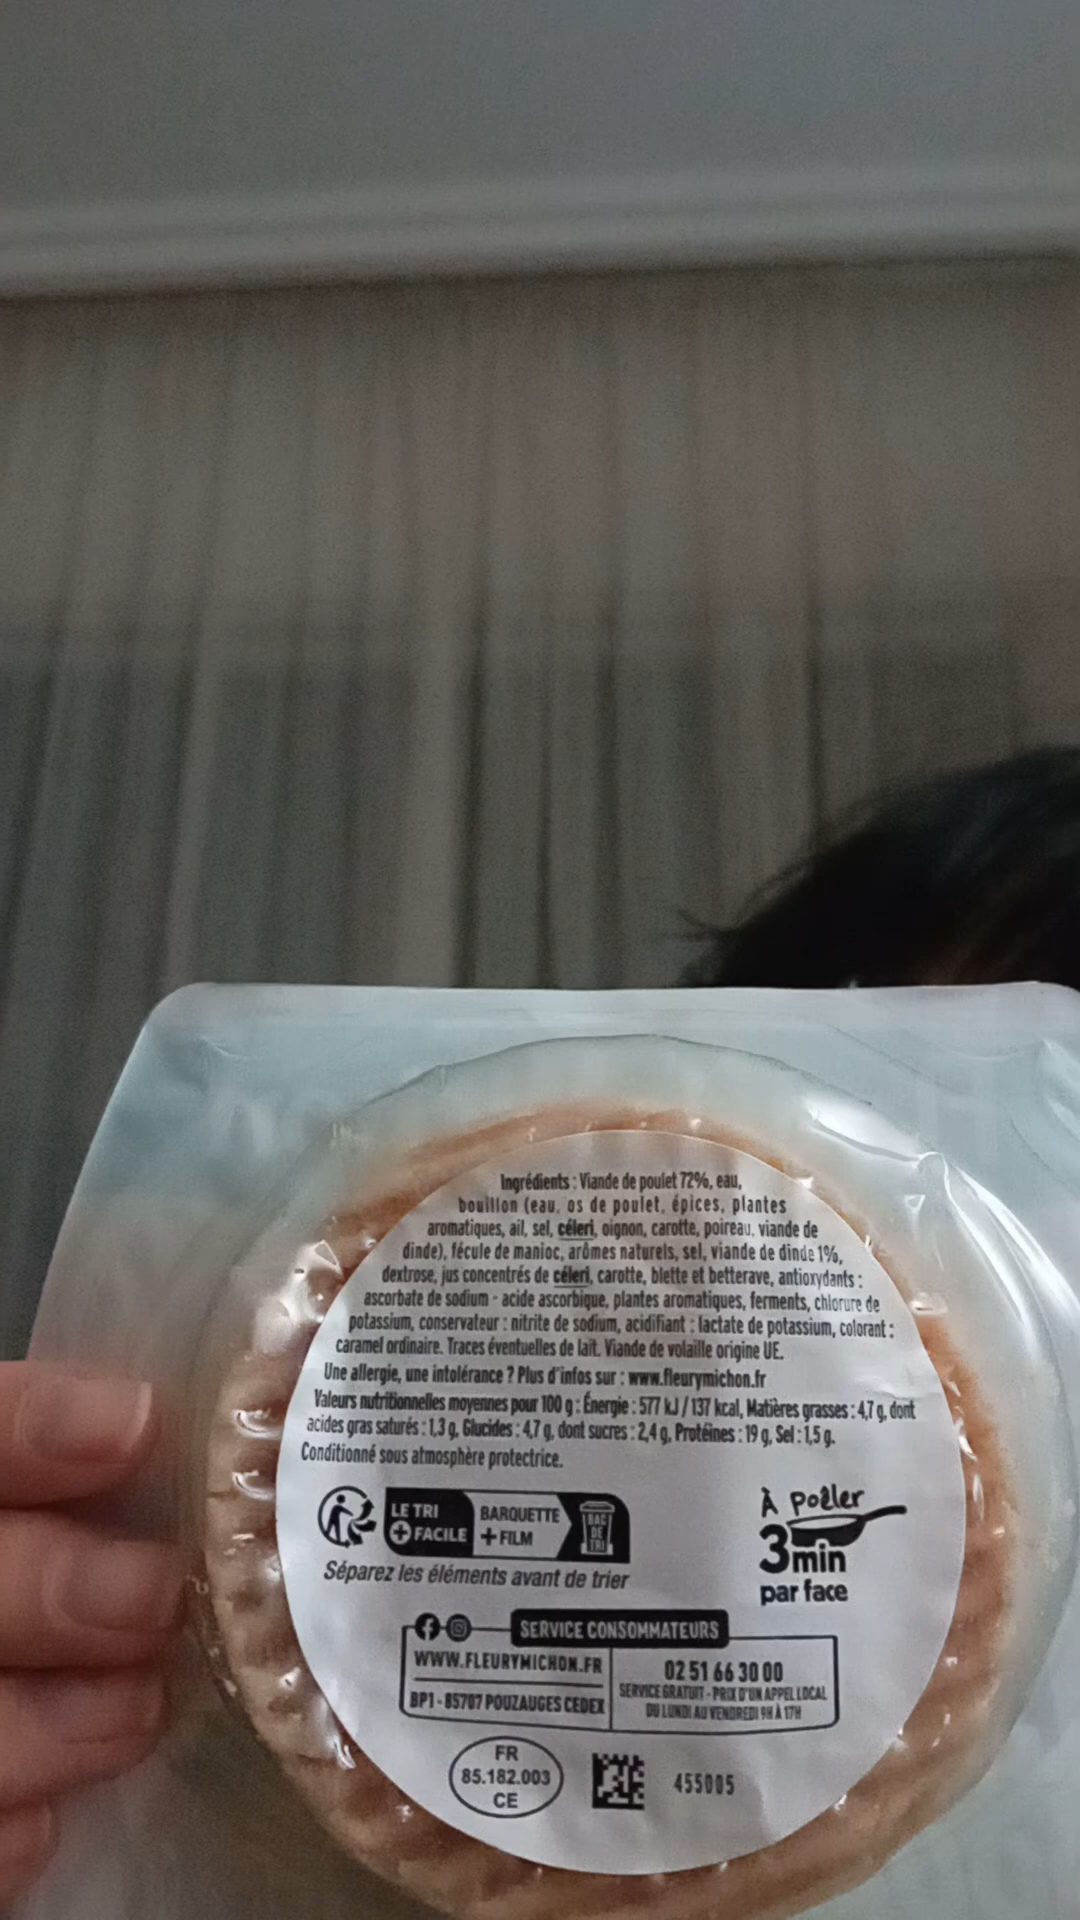 Ingrédients : Viande de poulet 72%, eau,
bouillon (eau, os de poulet, épices, plantes
aromatiques, ail, sel, céleri, oignon, carotte, poireau, viande de
dinde), fécule de manioc, arômes naturels, sel, viande de dinde 1%,
dextrose, jus concentrés de céleri, carotte, blette et betterave, antioxydants :
ascorbate de sodium - acide ascorbique, plantes aromatiques, ferments, chlorure de
potassium, conservateur : nitrite de sodium, acidifiant : lactate de potassium, colorant :
caramel ordinaire. Traces éventuelles de lait. Viande de volaille origine UE.
Une allergie, une intolérance ? Plus d'infos sur : www.fleurymichon.fr
Valeurs nutritionnelles moyennes pour 100 g : Énergie : 577 kJ / 137 kcal, Matières grasses : 4,7 g, dont
acides gras saturés : 1,3 g, Glucides : 4,7 g, dont sucres : 2,4 g, Protéines : 19 g, Sel : 1,5 g.
Conditionné sous atmosphère protectrice.
LE TRI
+ FACILE
BARQUETTE
+ FILM
BAC
DE
TRI
Séparez les éléments avant de trier
À poêler
3min
par face
SERVICE CONSOMMATEURS
WWW.FLEURYMICHON.FR
BP1 - 85707 POUZAUGES CEDEX
02 51 66 30 00
SERVICE GRATUIT - PRIX D'UN APPEL LOCAL
DU LUNDI AU VENDREDI 9H À 17H
FR
85.182.003
CE
455005